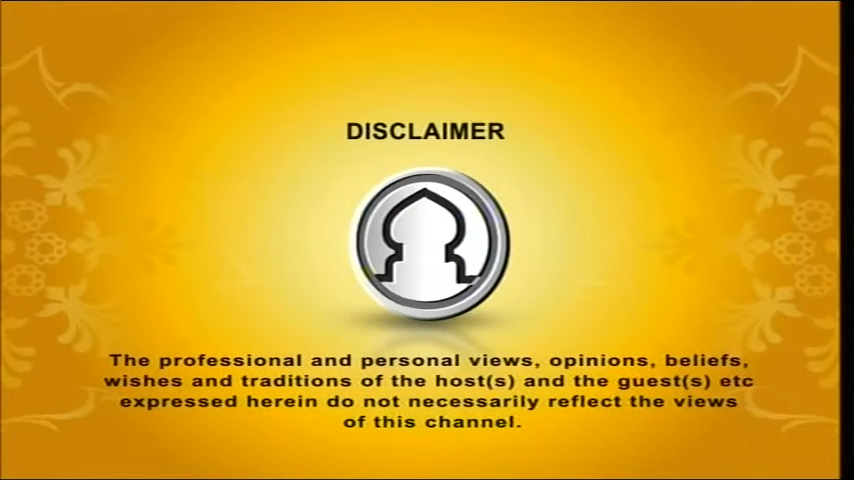 DISCLAIMER
The professional and personal views, opinions, beliefs,
wishes and traditions of the host(s) and the guest(s) etc
expressed herein do not necessarily reflect the views
of this channel.